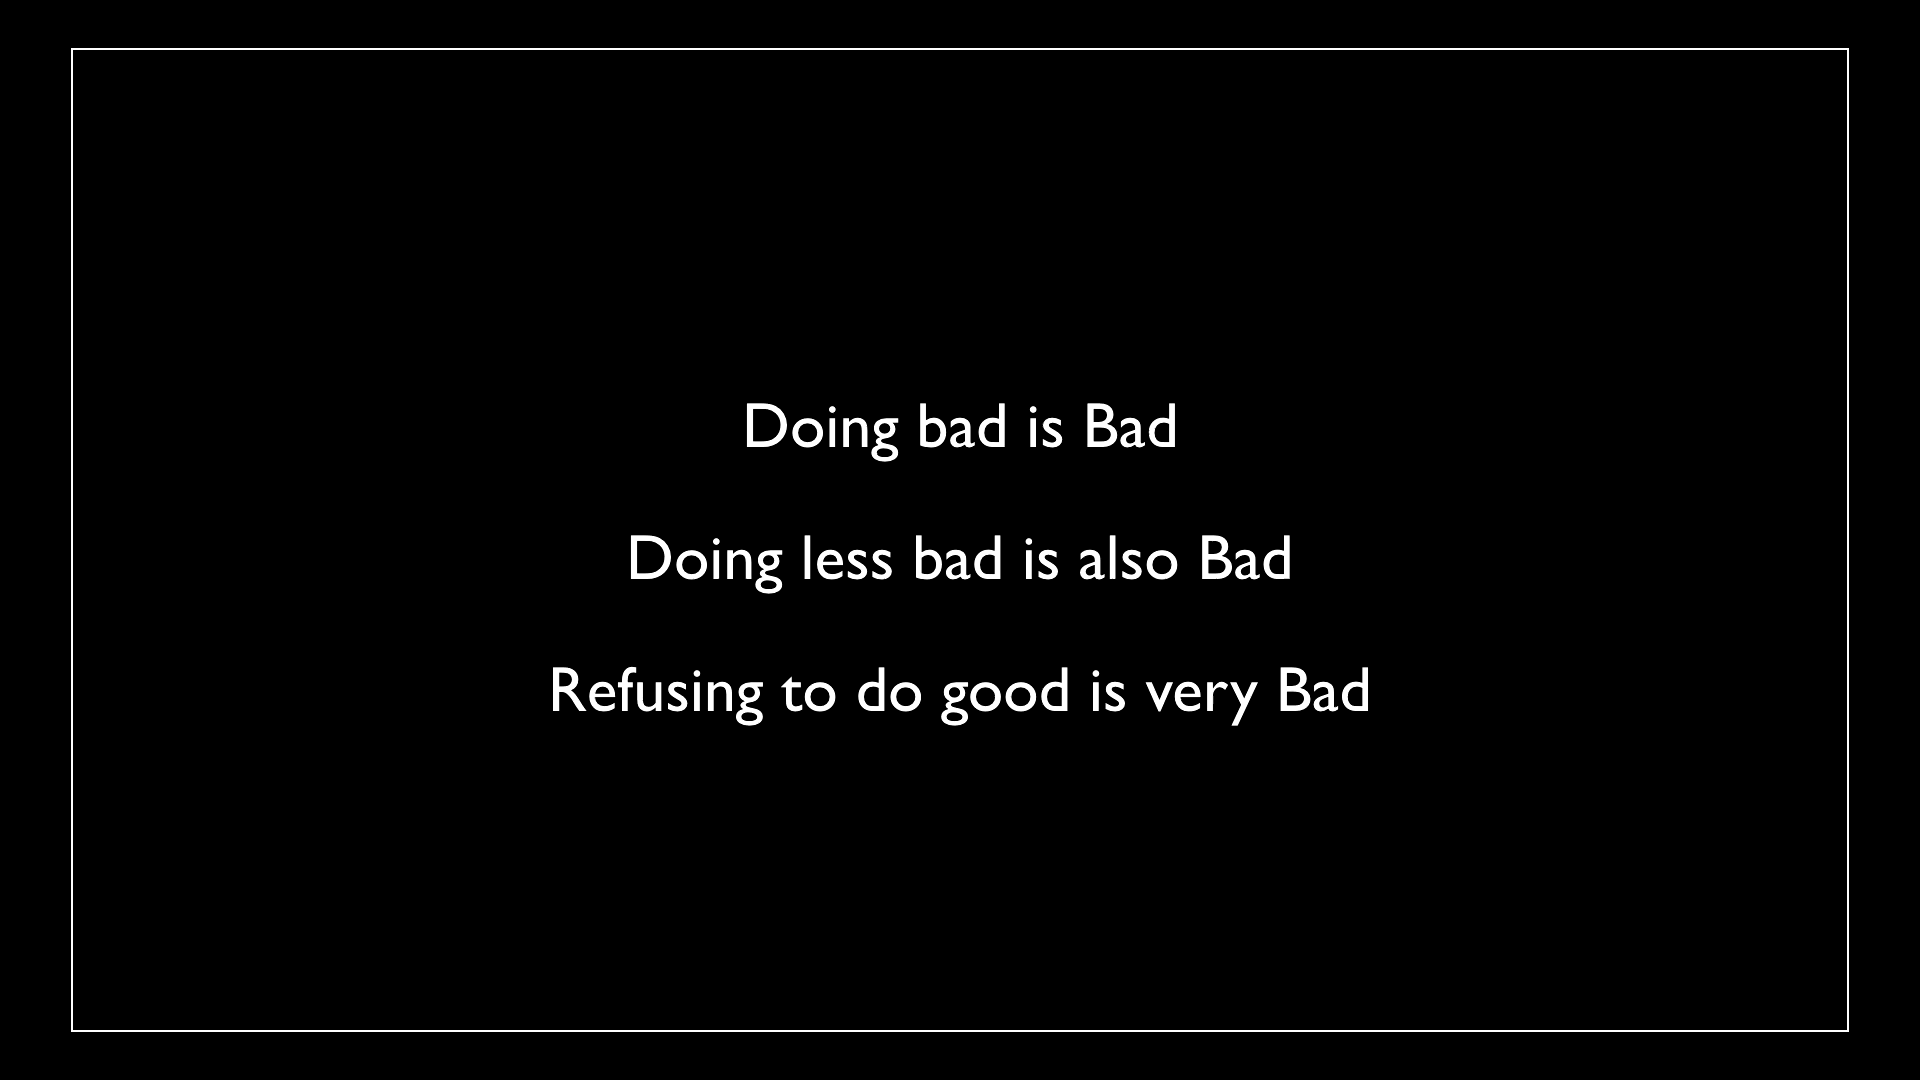 Doing bad is Bad
Doing less bad is also Bad
Refusing to do good is very Bad